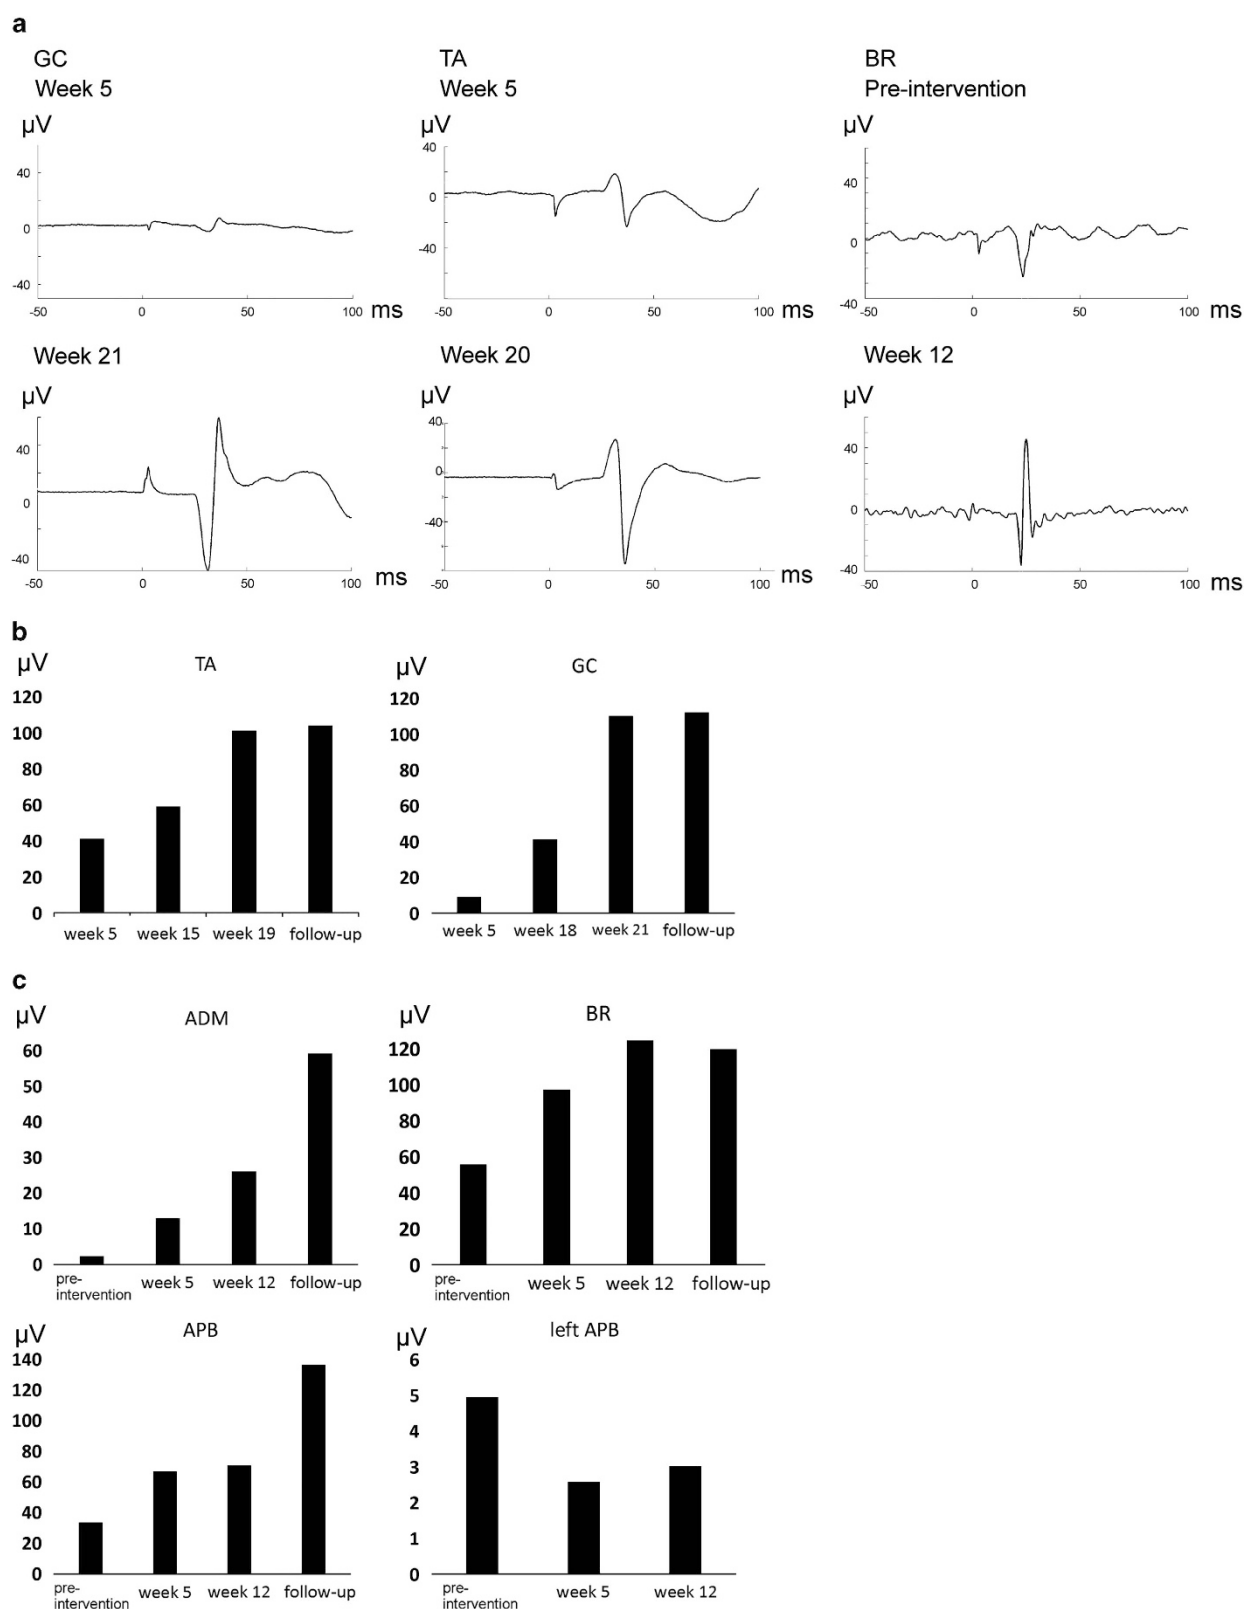 a
GC
Week 5
µV
40
0
-40
-50 0 50 100 ms
TA
Week 5
µV
40
0
-40
-50 0 50 100 ms
BR
Pre-intervention
µV
40
0
-40
-50 0 50 100 ms
Week 21
µV
40
0
-40
-50 0 50 100 ms
Week 20
µV
40
0
-40
-80
-50 0 50 100 ms
Week 12
µV
40
0
-40
-50 0 50 100 ms
b
µV
TA
120
100
80
60
40
20
0
week 5 week 15 week 19 follow-up
µV
GC
120
100
80
60
40
20
0
week 5 week 18 week 21 follow-up
c
µV
ADM
60
50
40
30
20
10
0
pre-
intervention week 5 week 12 follow-up
µV
BR
120
100
80
60
40
20
0
pre-
intervention week 5 week 12 follow-up
µV
APB
140
120
100
80
60
40
20
0
pre-
intervention week 5 week 12 follow-up
µV
left APB
6
5
4
3
2
1
0
pre-
intervention week 5 week 12